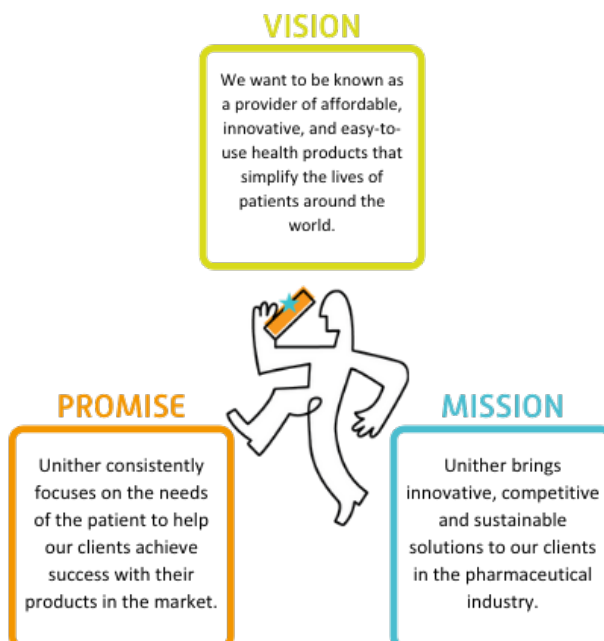 VISION
We want to be known as
a provider of affordable,
innovative, and easy-to-
use health products that
simplify the lives of
patients around the
world.
PROMISE
Unither consistently
focuses on the needs
of the patient to help
our clients achieve
success with their
products in the market.
MISSION
Unither brings
innovative, competitive
and sustainable
solutions to our clients
in the pharmaceutical
industry.